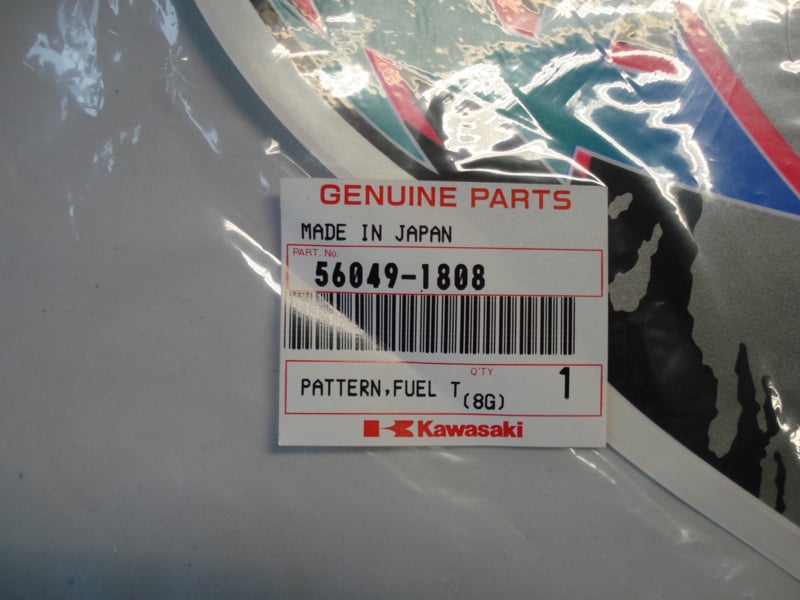 GENUINE PARTS
MADE IN JAPAN
PART. No.
56049-1808
Q'TY
PATTERN,FUEL T 1
(8G)
Kawasaki